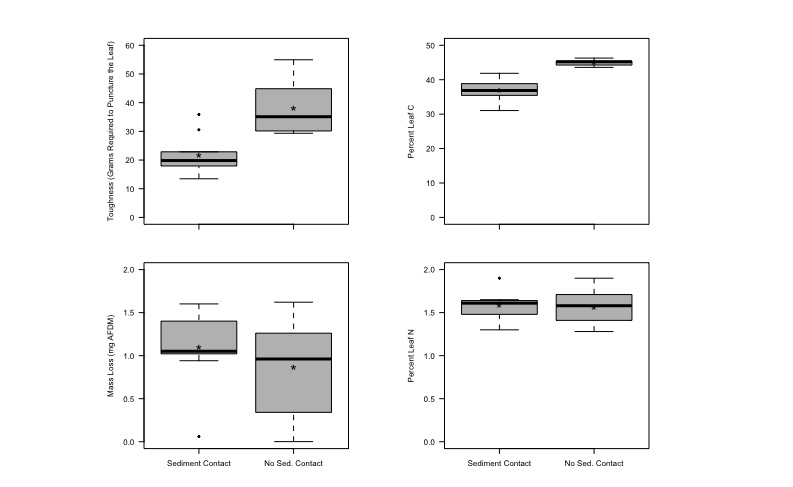 Toughness (Grams Required to Puncture the Leaf)
60
50
40
30
20
10
0
Percent Leaf C
50
40
30
20
10
0
Mass Loss (mg AFDM)
2.0
1.5
1.0
0.5
0.0
Sediment Contact
No Sed. Contact
Percent Leaf N
2.0
1.5
1.0
0.5
0.0
Sediment Contact
No Sed. Contact